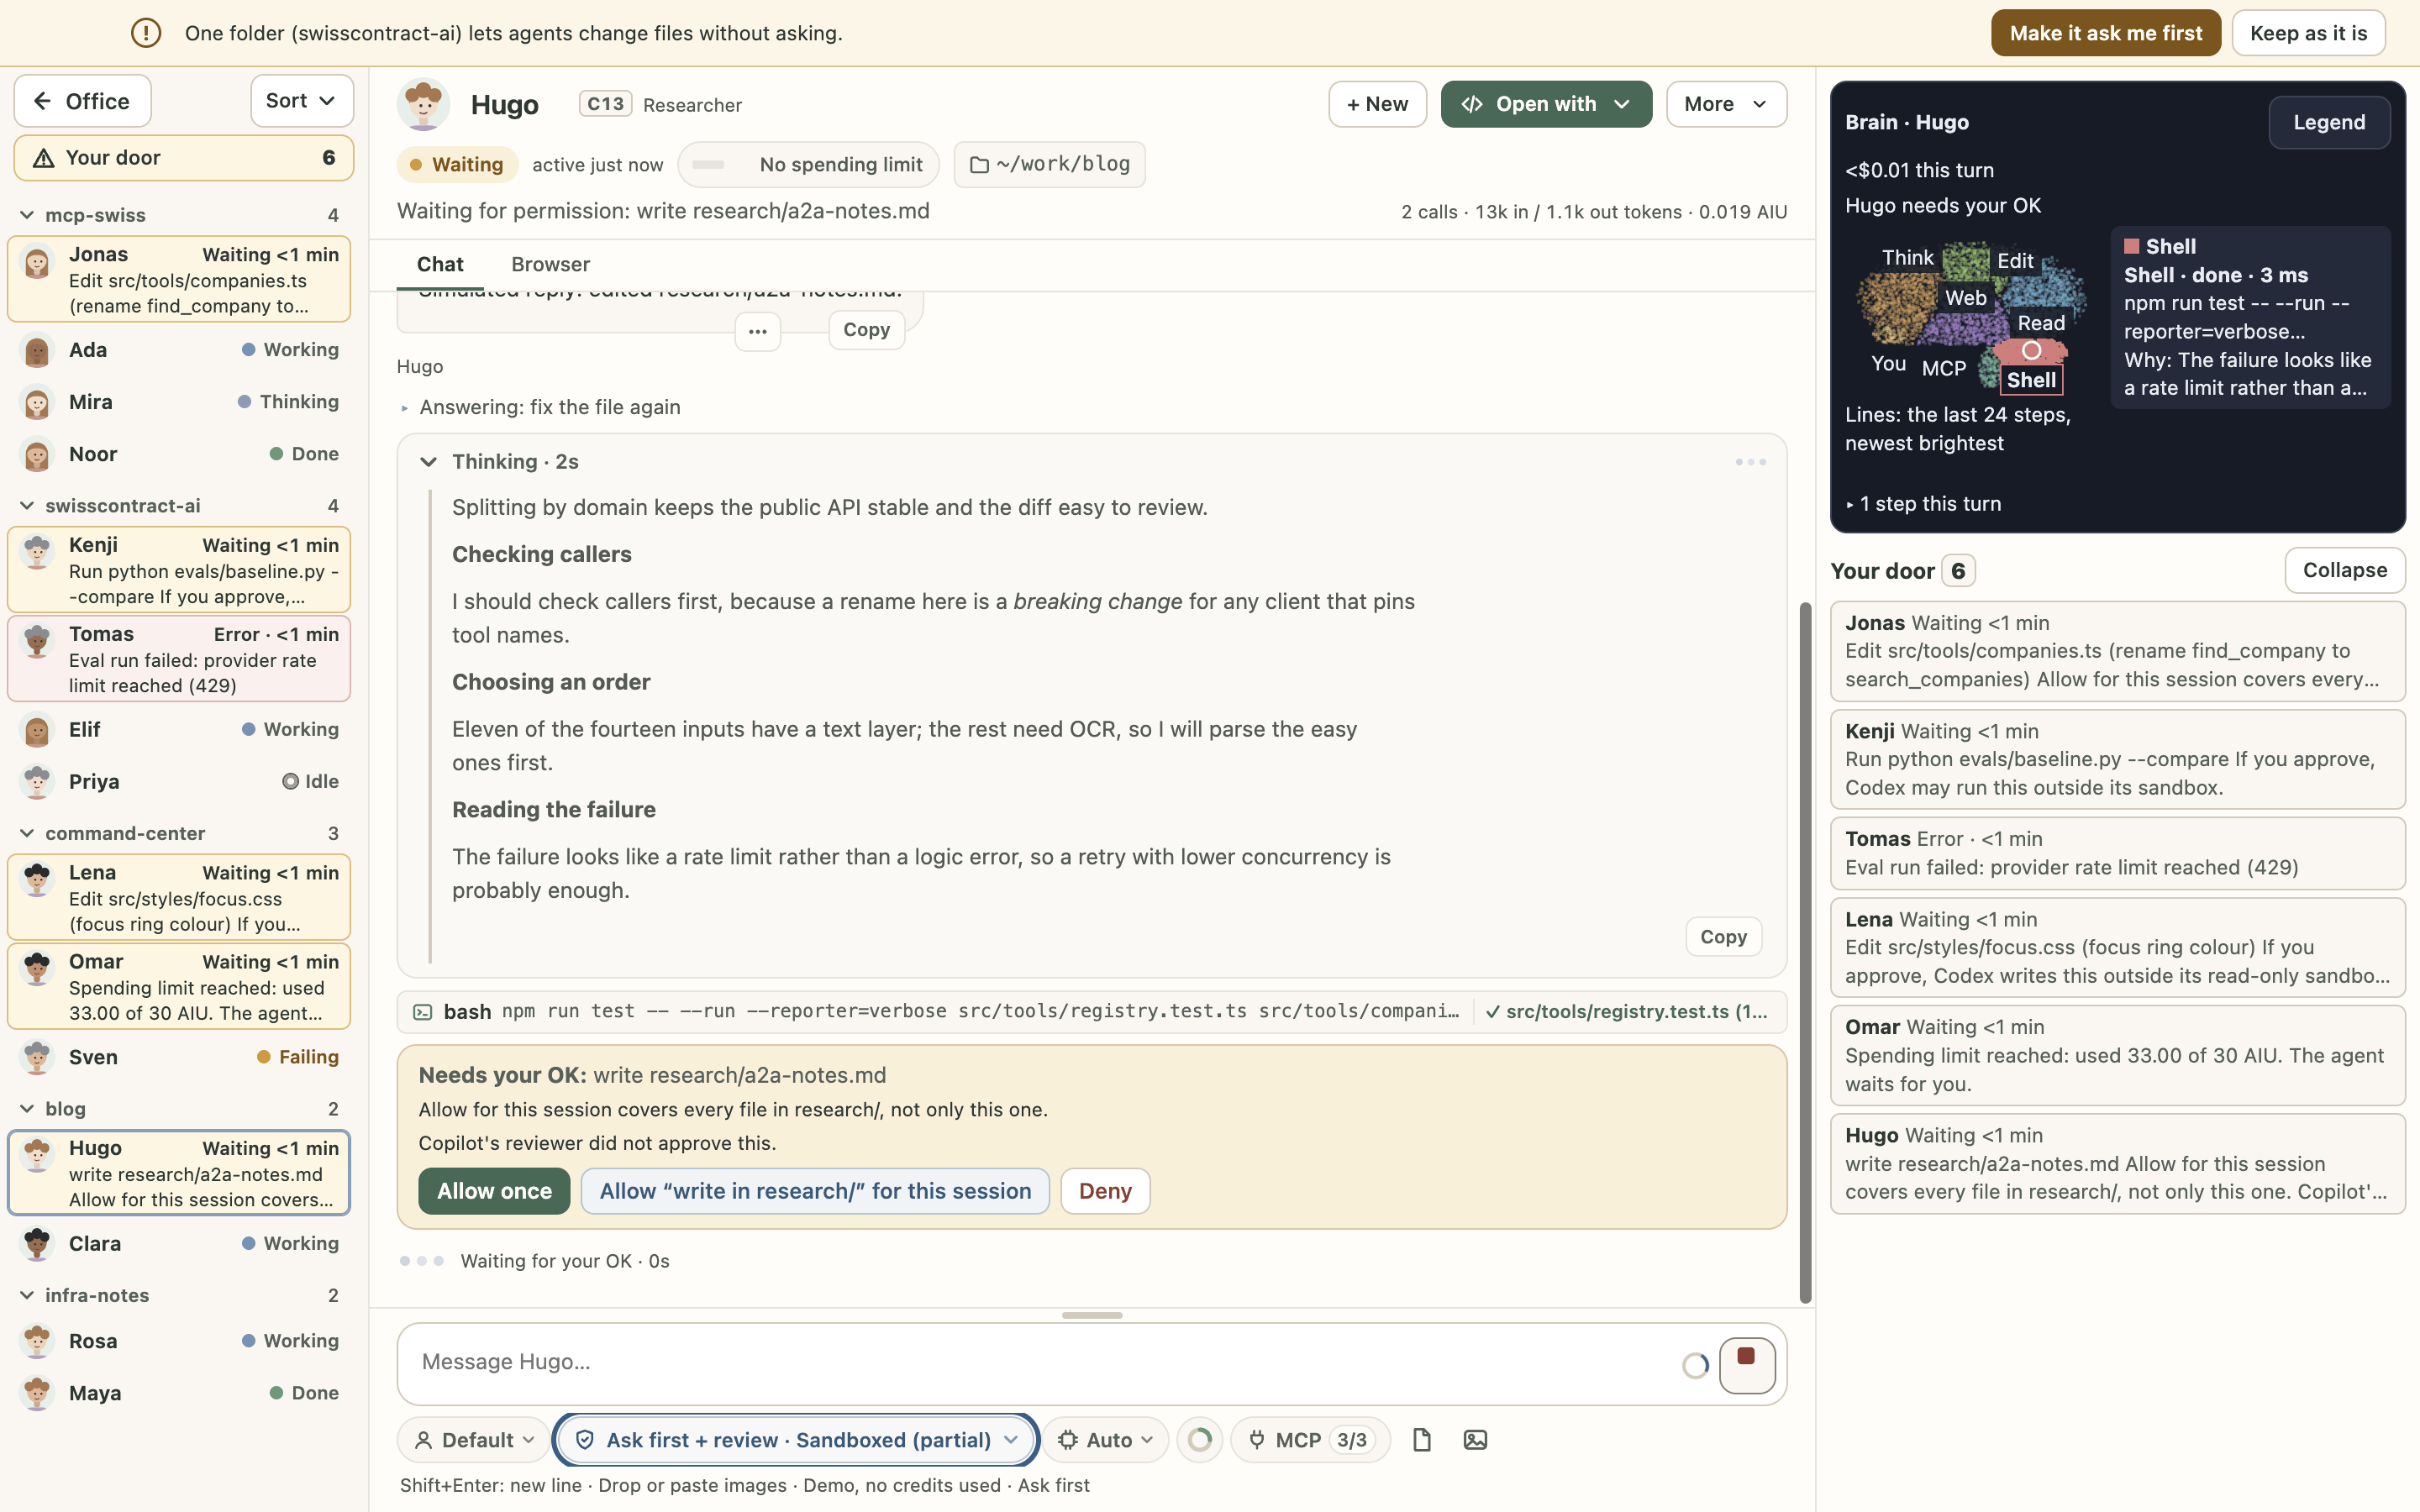 One folder (swisscontract-ai) lets agents change files without asking.
Make it ask me first
Keep as it is
Office
Sort
Your door 6
mcp-swiss 4
Jonas Waiting <1 min
Edit src/tools/companies.ts
(rename find_company to...
Ada Working
Mira Thinking
Noor Done
swisscontract-ai 4
Kenji Waiting <1 min
Run python evals/baseline.py -
-compare If you approve,...
Tomas Error · <1 min
Eval run failed: provider rate
limit reached (429)
Elif Working
Priya Idle
command-center 3
Lena Waiting <1 min
Edit src/styles/focus.css
(focus ring colour) If you...
Omar Waiting <1 min
Spending limit reached: used
33.00 of 30 AIU. The agent...
Sven Failing
blog 2
Hugo Waiting <1 min
write research/a2a-notes.md
Allow for this session covers...
Clara Working
infra-notes 2
Rosa Working
Maya Done
Hugo C13 Researcher
+ New
Open with
More
Waiting active just now No spending limit ~/work/blog
Waiting for permission: write research/a2a-notes.md
2 calls · 13k in / 1.1k out tokens · 0.019 AIU
Chat Browser
Simulated reply: edited research/a2a-notes.md.
... Copy
Hugo
Answering: fix the file again
Thinking · 2s
Splitting by domain keeps the public API stable and the diff easy to review.
Checking callers
I should check callers first, because a rename here is a breaking change for any client that pins
tool names.
Choosing an order
Eleven of the fourteen inputs have a text layer; the rest need OCR, so I will parse the easy
ones first.
Reading the failure
The failure looks like a rate limit rather than a logic error, so a retry with lower concurrency is
probably enough.
Copy
bash npm run test -- --run --reporter=verbose src/tools/registry.test.ts src/tools/compani… ✓ src/tools/registry.test.ts (1...
Needs your OK: write research/a2a-notes.md
Allow for this session covers every file in research/, not only this one.
Copilot's reviewer did not approve this.
Allow once
Allow “write in research/” for this session
Deny
Waiting for your OK · 0s
Message Hugo...
Default
Ask first + review · Sandboxed (partial)
Auto
MCP 3/3
Shift+Enter: new line · Drop or paste images · Demo, no credits used · Ask first
Brain · Hugo
Legend
<$0.01 this turn
Hugo needs your OK
Think
Edit
Web
Read
You
MCP
Shell
Shell
Shell · done · 3 ms
npm run test -- --run --
reporter=verbose...
Why: The failure looks like
a rate limit rather than a...
Lines: the last 24 steps,
newest brightest
1 step this turn
Your door 6
Collapse
Jonas Waiting <1 min
Edit src/tools/companies.ts (rename find_company to
search_companies) Allow for this session covers every...
Kenji Waiting <1 min
Run python evals/baseline.py --compare If you approve,
Codex may run this outside its sandbox.
Tomas Error · <1 min
Eval run failed: provider rate limit reached (429)
Lena Waiting <1 min
Edit src/styles/focus.css (focus ring colour) If you
approve, Codex writes this outside its read-only sandbo...
Omar Waiting <1 min
Spending limit reached: used 33.00 of 30 AIU. The agent
waits for you.
Hugo Waiting <1 min
write research/a2a-notes.md Allow for this session
covers every file in research/, not only this one. Copilot'...